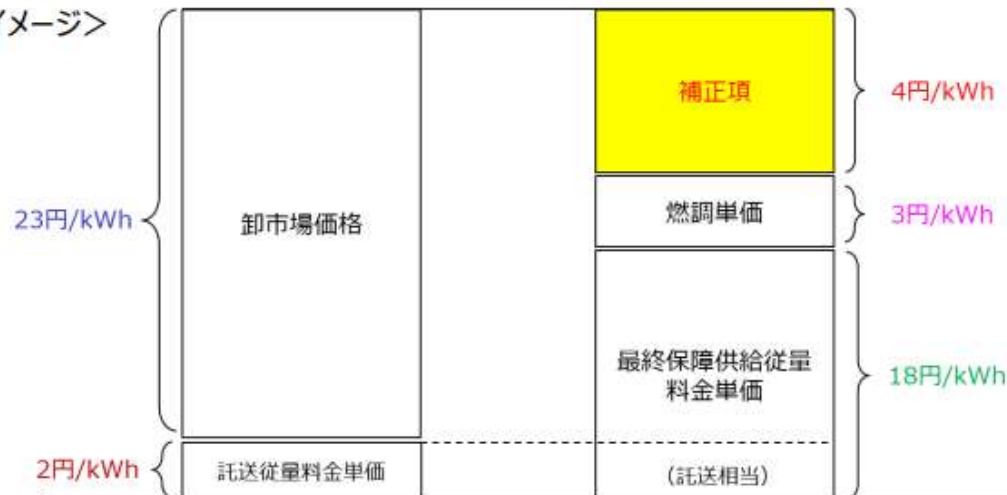 イメージ＞
補正項
4円/kWh
燃調単価
3円/kWh
23円/kWh
卸市場価格
最終保障供給従量
料金単価
18円/kWh
2円/kWh
託送従量料金単価
（託送相当）